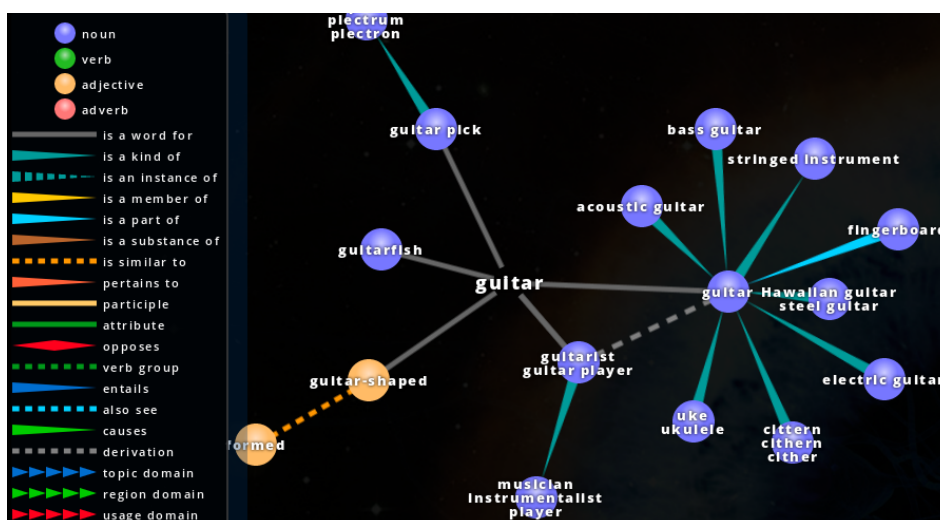 noun
verb
adjective
adverb
is a word for
is a kind of
is an instance of
is a member of
is a part of
is a substance of
is similar to
pertains to
participle
attribute
opposes
verb group
entails
also see
causes
derivation
topic domain
region domain
usage domain
plectrum
plectron
guitar pick
bass guitar
stringed instrument
acoustic guitar
fingerboard
guitarfish
guitar
guitar
Hawaiian guitar
steel guitar
guitarist
guitar player
guitar-shaped
electric guitar
uke
ukulele
cittern
cithern
cither
formed
musician
instrumentalist
player